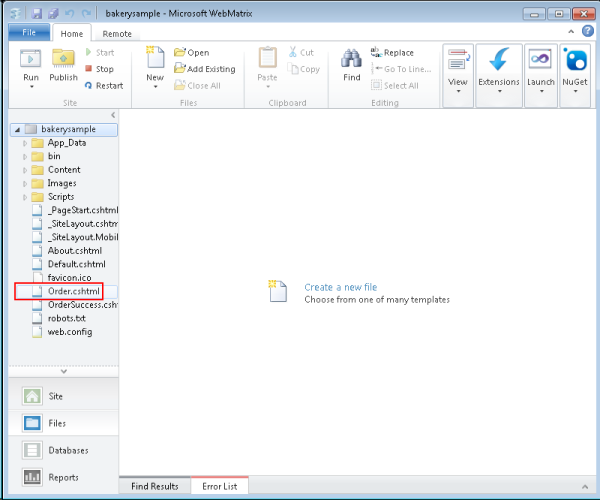 bakerysample - Microsoft WebMatrix
File Home Remote
Run
Publish
Start
Stop
Restart
Site
New
Open
Add Existing
Close All
Files
Paste
Cut
Copy
Clipboard
Find
Replace
Go To Line...
Select All
Editing
View
Extensions
Launch
NuGet
bakerysample
App_Data
bin
Content
Images
Scripts
_PageStart.cshtml
_SiteLayout.cshtm
_SiteLayout.Mobil
About.cshtml
Default.cshtml
favicon.ico
Order.cshtml
OrderSuccess.csht
robots.txt
web.config
Create a new file
Choose from one of many templates
Site
Files
Databases
Reports
Find Results Error List